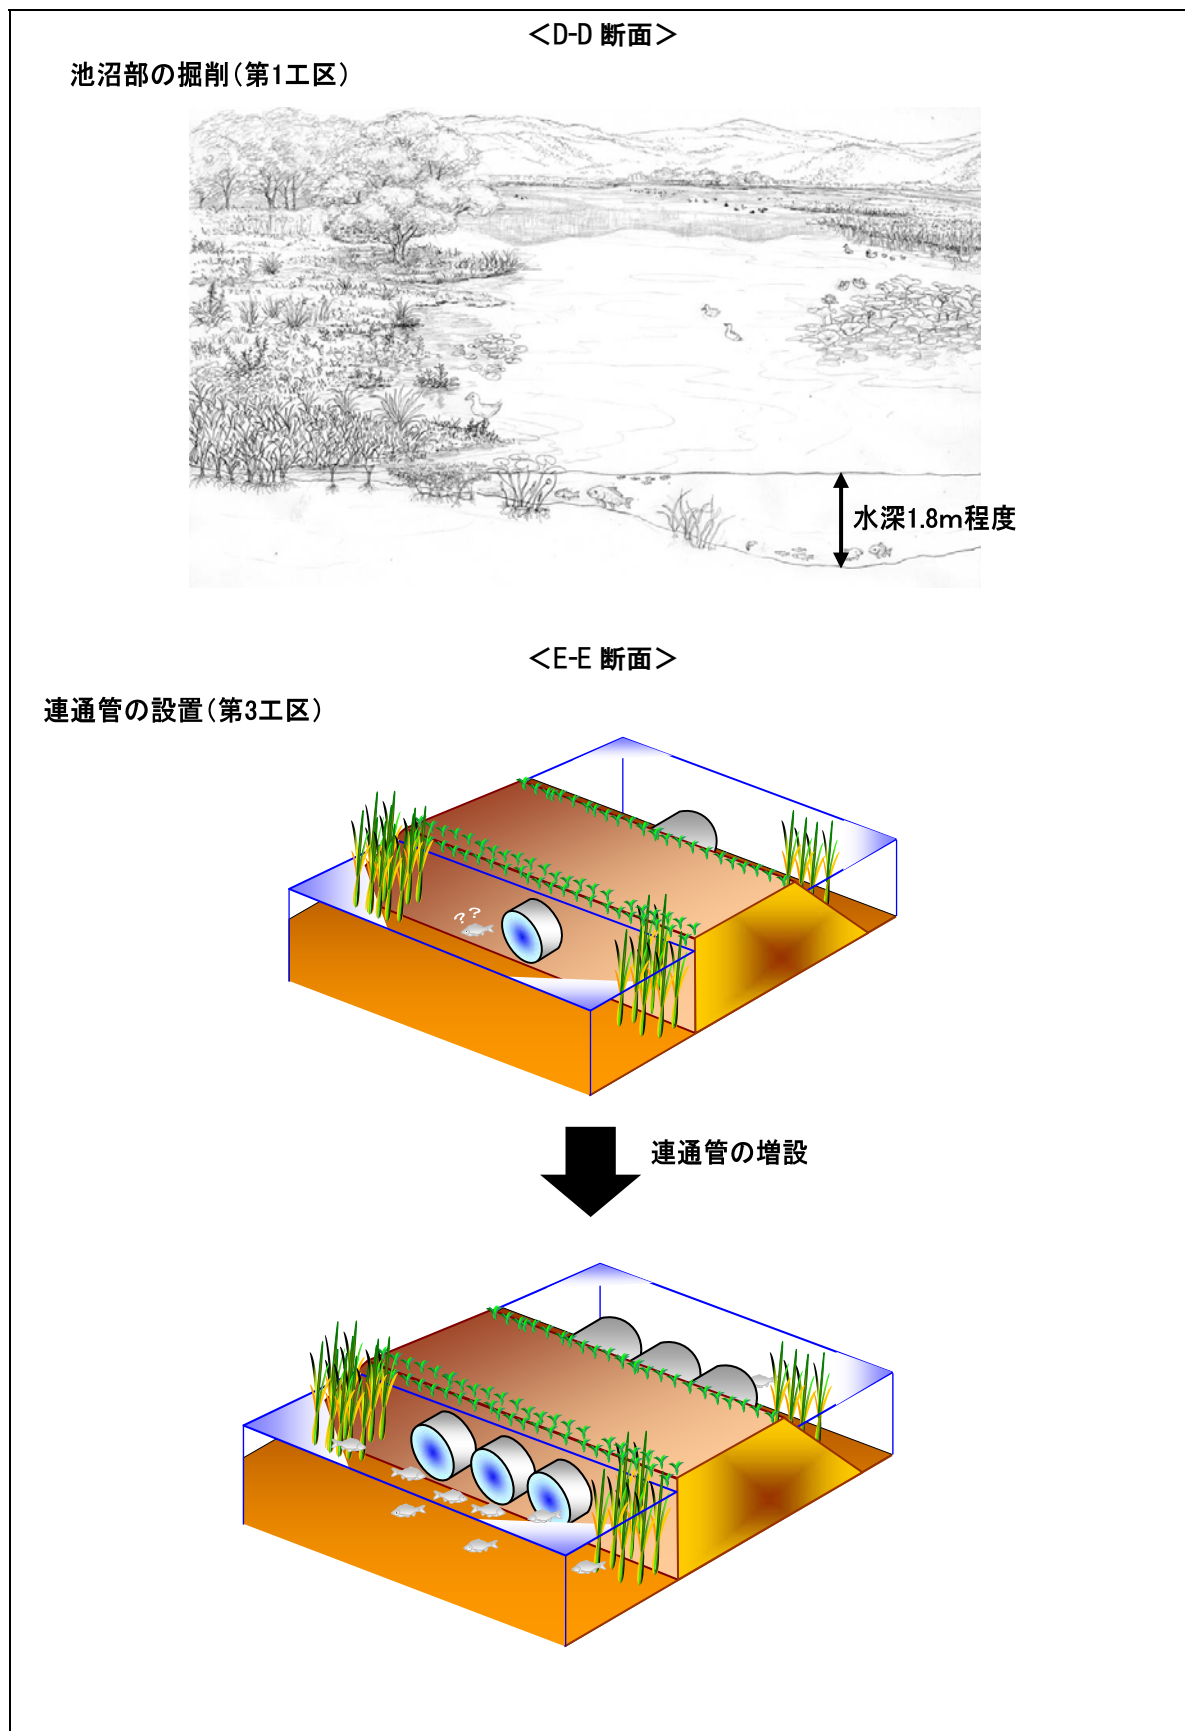 ＜D-D 断面＞
池沼部の掘削（第1工区）
水深1.8m程度
＜E-E 断面＞
連通管の設置（第3工区）
??
連通管の増設